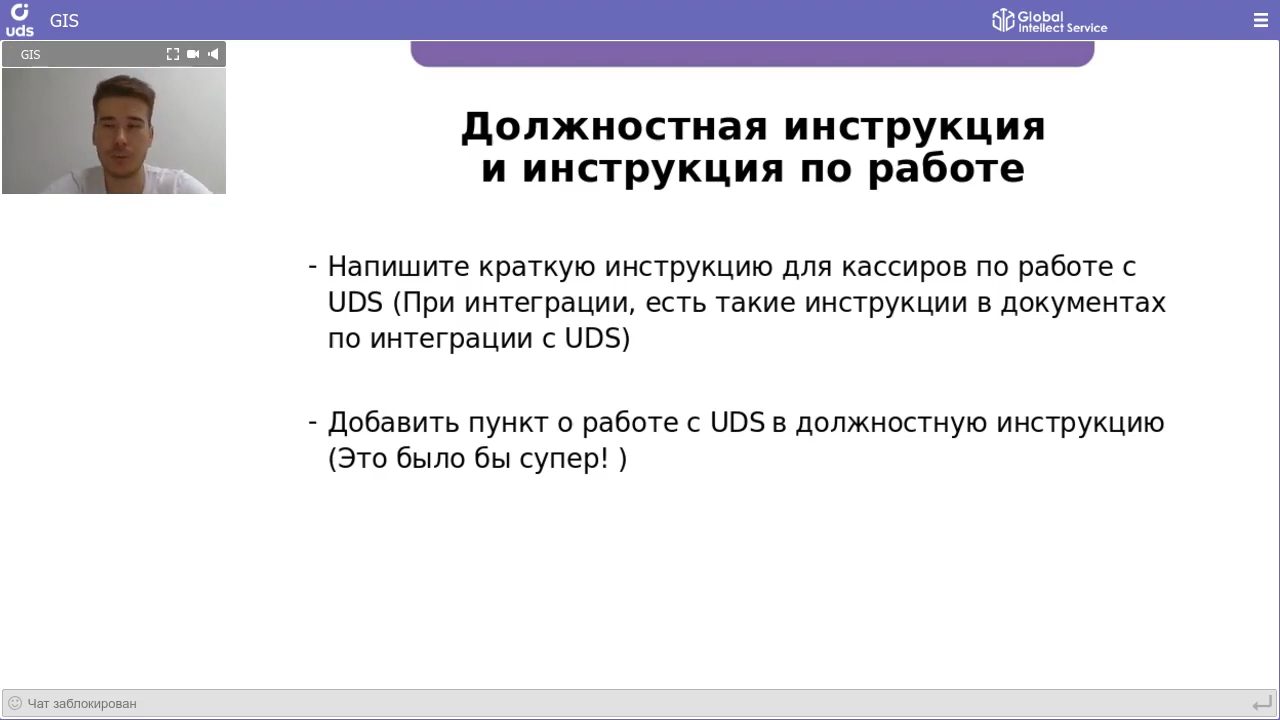 uds
GIS
Global
Intellect Service
GIS
Должностная инструкция
и инструкция по работе
- Напишите краткую инструкцию для кассиров по работе с
UDS (При интеграции, есть такие инструкции в документах
по интеграции с UDS)
- Добавить пункт о работе с UDS в должностную инструкцию
(Это было бы супер! )
Чат заблокирован